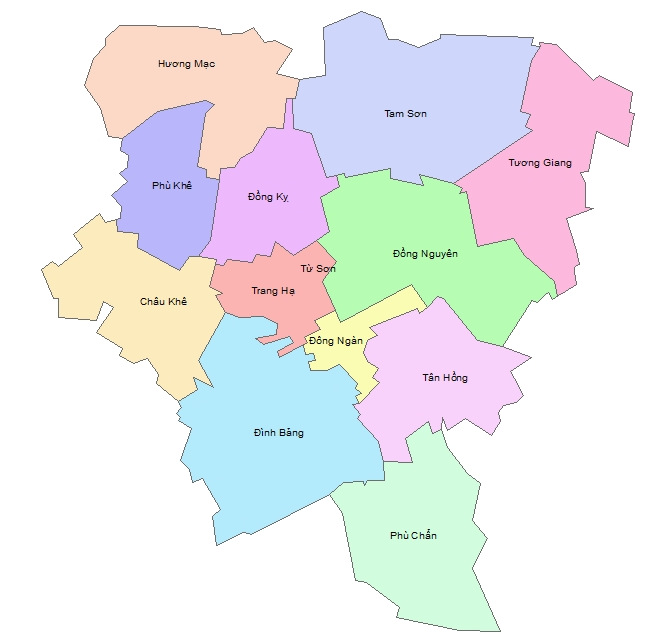 Hương Mạc
Tam Sơn
Tương Giang
Phù Khê
Đồng Kỵ
Đồng Nguyên
Từ Sơn
Trang Hạ
Châu Khê
Đông Ngàn
Tân Hồng
Đình Bảng
Phù Chẩn